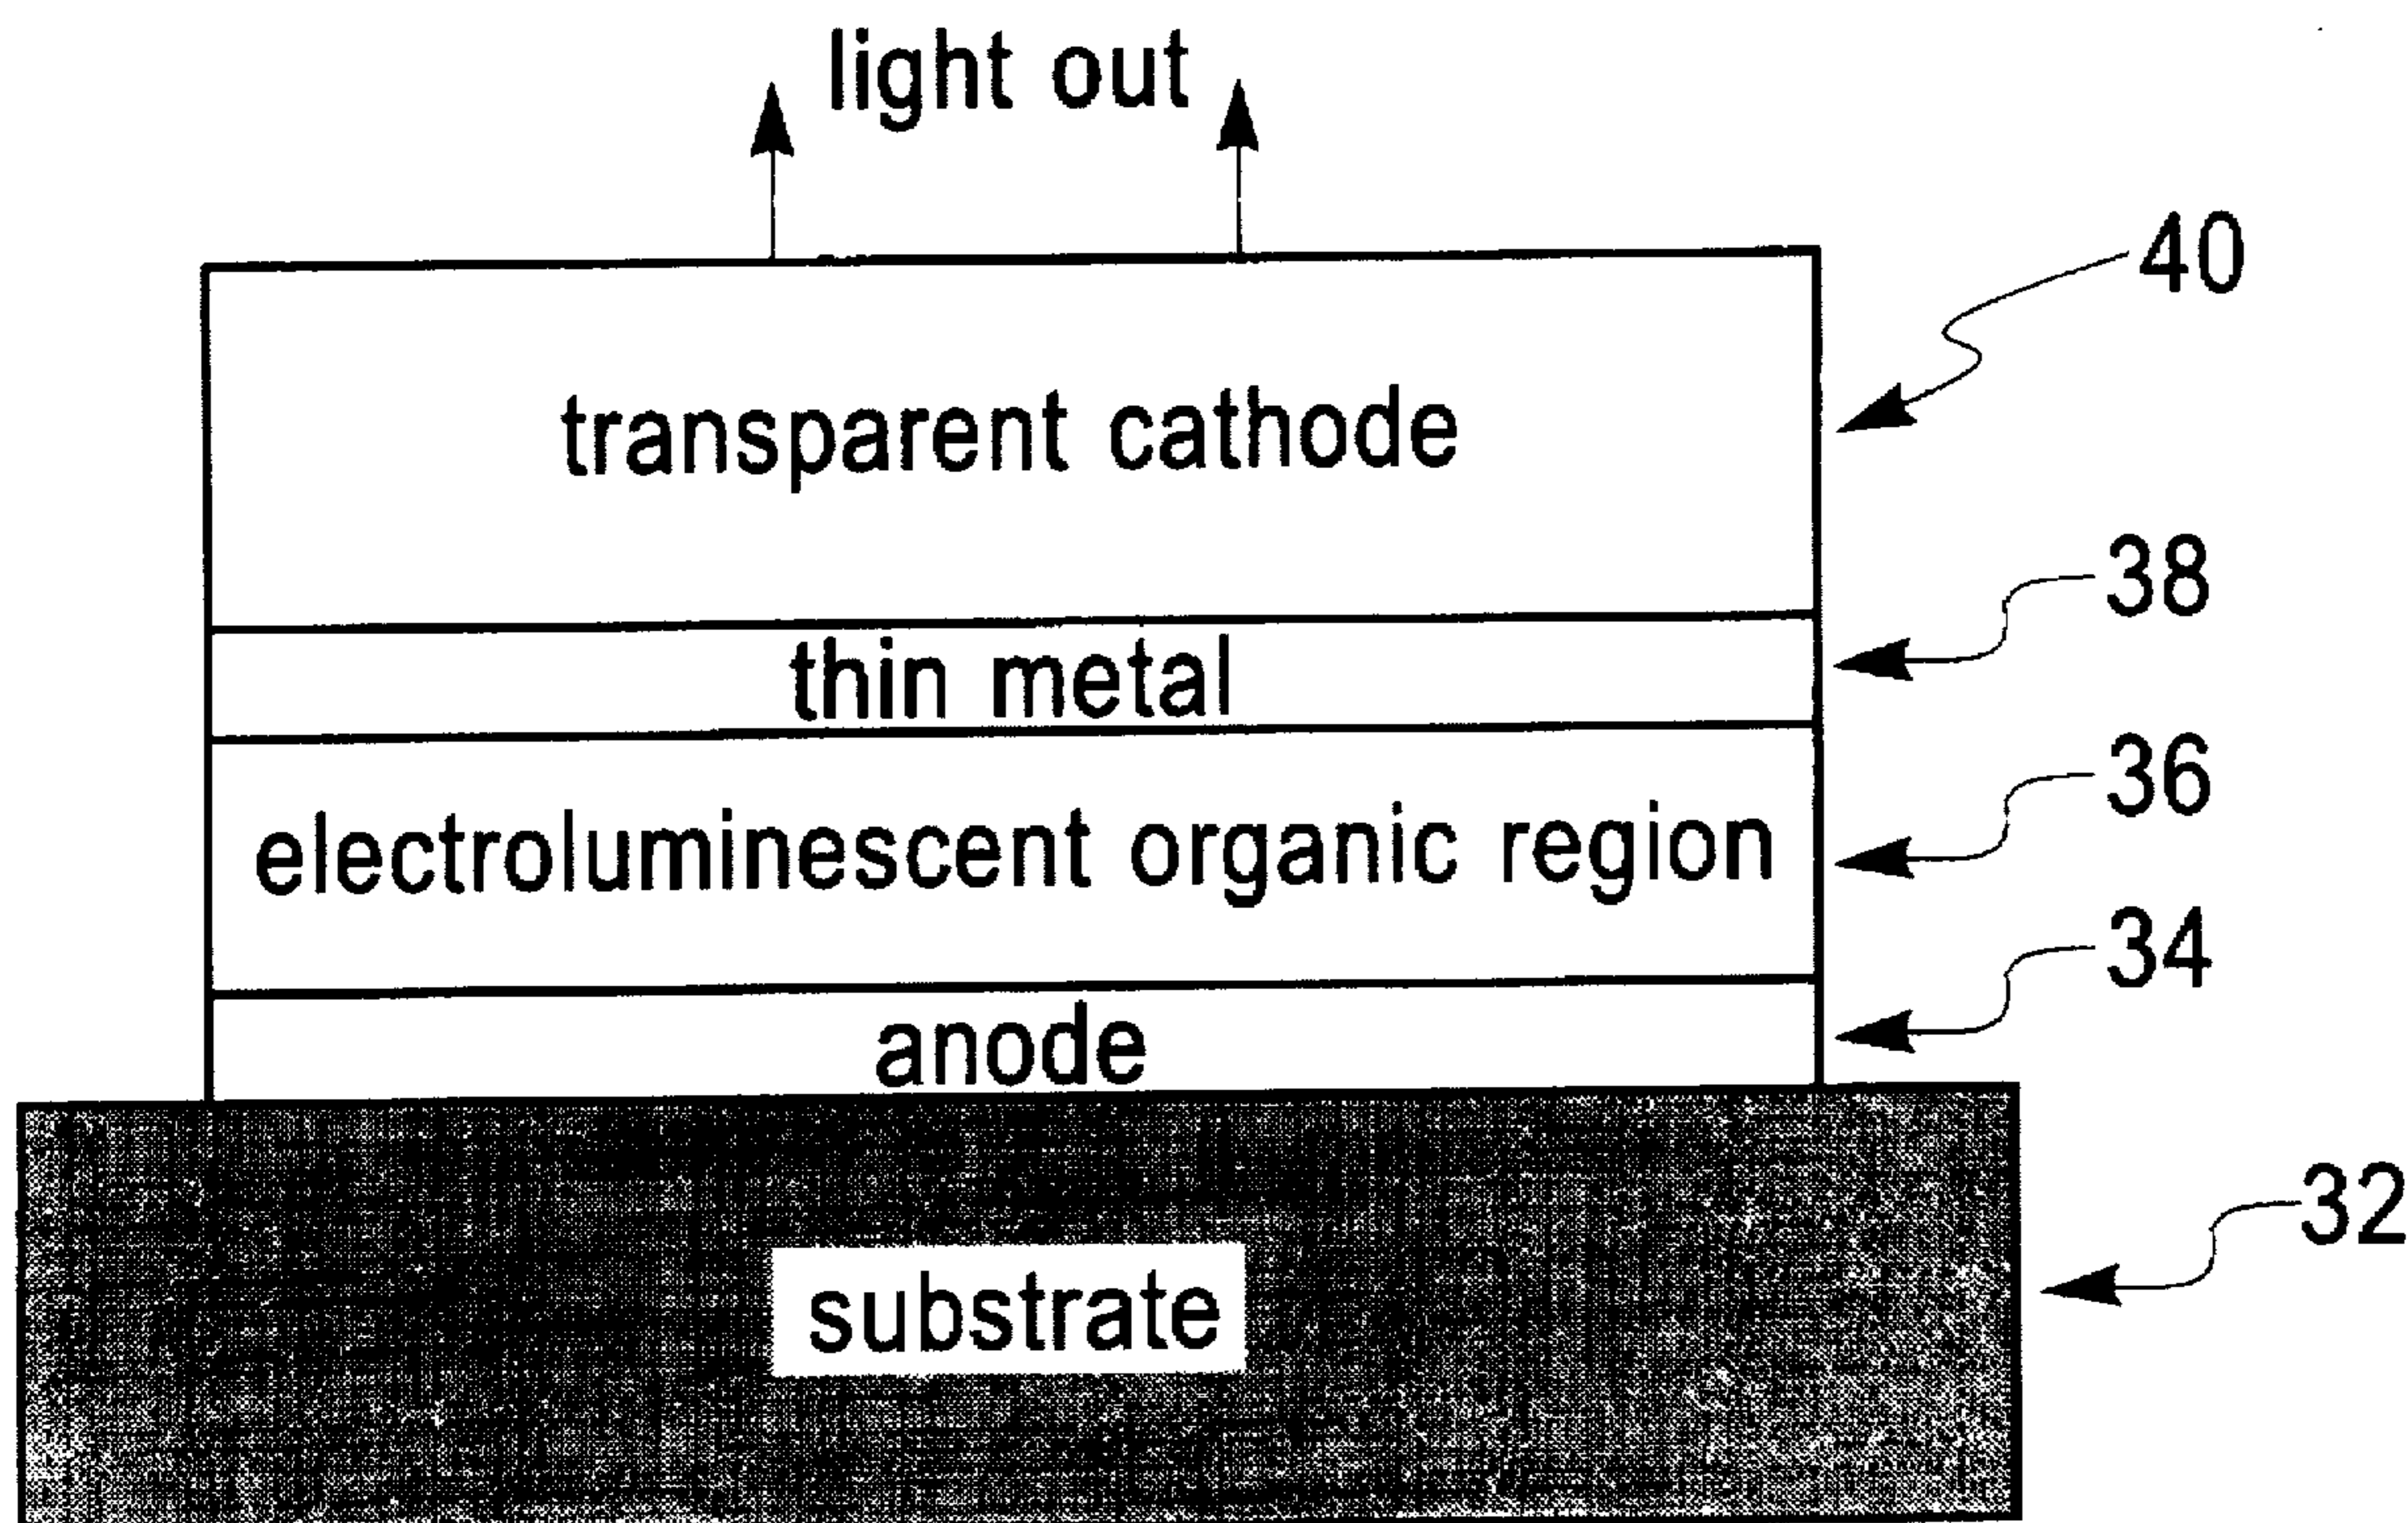 light out
40
transparent cathode
38
thin metal
36
electroluminescent organic region
34
anode
32
substrate